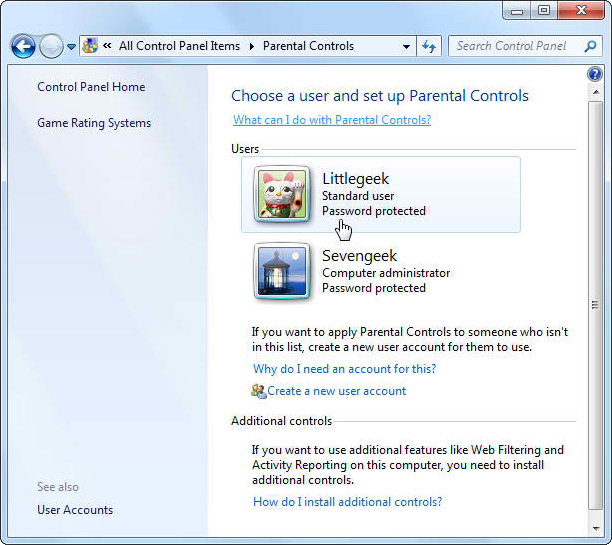 « All Control Panel Items ▸ Parental Controls
Search Control Panel
Control Panel Home
Game Rating Systems
Choose a user and set up Parental Controls
What can I do with Parental Controls?
Users
Littlegeek
Standard user
Password protected
Sevengeek
Computer administrator
Password protected
If you want to apply Parental Controls to someone who isn't
in this list, create a new user account for them to use.
Why do I need an account for this?
Create a new user account
Additional controls
If you want to use additional features like Web Filtering and
Activity Reporting on this computer, you need to install
additional controls.
How do I install additional controls?
See also
User Accounts